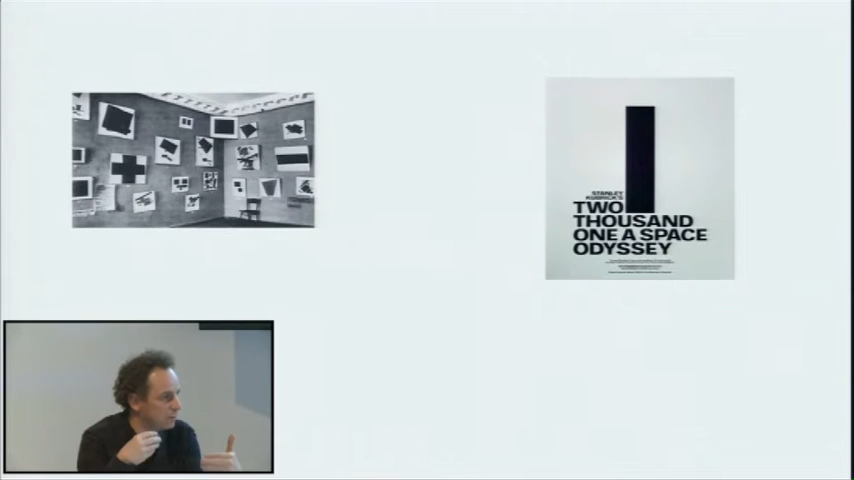 STANLEY
KUBRICK'S
TWO
THOUSAND
ONE A SPACE
ODYSSEY